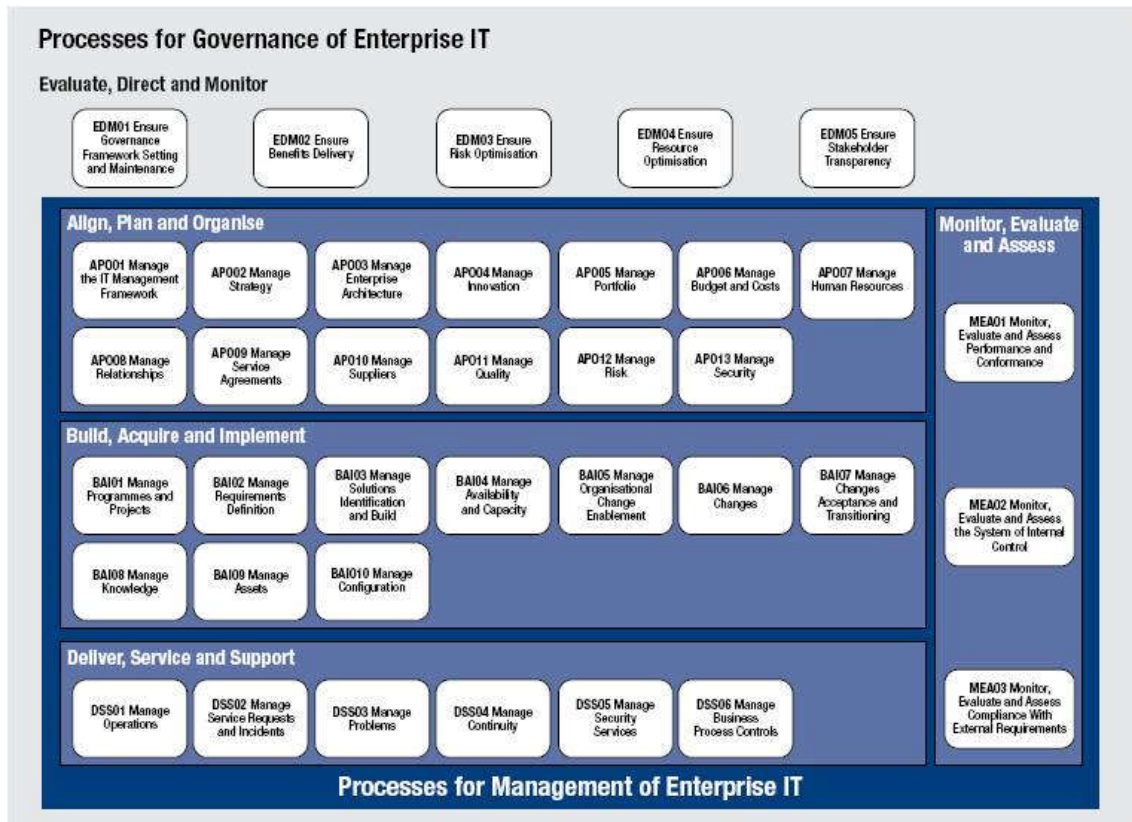 Processes for Governance of Enterprise IT
Evaluate, Direct and Monitor
EDM01 Ensure
Governance
Framework Setting
and Maintenance
EDM02 Ensure
Benefits Delivery
EDM03 Ensure
Risk Optimisation
EDM04 Ensure
Resource
Optimisation
EDM05 Ensure
Stakeholder
Transparency
Align, Plan and Organise
APO01 Manage
the IT Management
Framework
APO02 Manage
Strategy
APO03 Manage
Enterprise
Architecture
APO04 Manage
Innovation
APO05 Manage
Portfolio
APO06 Manage
Budget and Costs
APO07 Manage
Human Resources
APO08 Manage
Relationships
APO09 Manage
Service
Agreements
APO10 Manage
Suppliers
APO11 Manage
Quality
APO12 Manage
Risk
APO13 Manage
Security
Build, Acquire and Implement
BAI01 Manage
Programmes and
Projects
BAI02 Manage
Requirements
Definition
BAI03 Manage
Solutions
Identification
and Build
BAI04 Manage
Availability
and Capacity
BAI05 Manage
Organisational
Change
Enablement
BAI06 Manage
Changes
BAI07 Manage
Changes
Acceptance and
Transitioning
BAI08 Manage
Knowledge
BAI09 Manage
Assets
BAI010 Manage
Configuration
Deliver, Service and Support
DSS01 Manage
Operations
DSS02 Manage
Service Requests
and Incidents
DSS03 Manage
Problems
DSS04 Manage
Continuity
DSS05 Manage
Security
Services
DSS06 Manage
Business
Process Controls
Monitor, Evaluate
and Assess
MEA01 Monitor,
Evaluate and Assess
Performance and
Conformance
MEA02 Monitor,
Evaluate and Assess
the System of Internal
Control
MEA03 Monitor,
Evaluate and Assess
Compliance With
External Requirements
Processes for Management of Enterprise IT